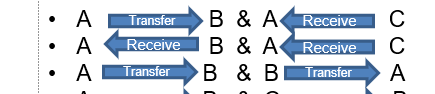 • A Transfer B & A Receive C
• A Receive B & A Receive C
• A Transfer B & B Transfer A